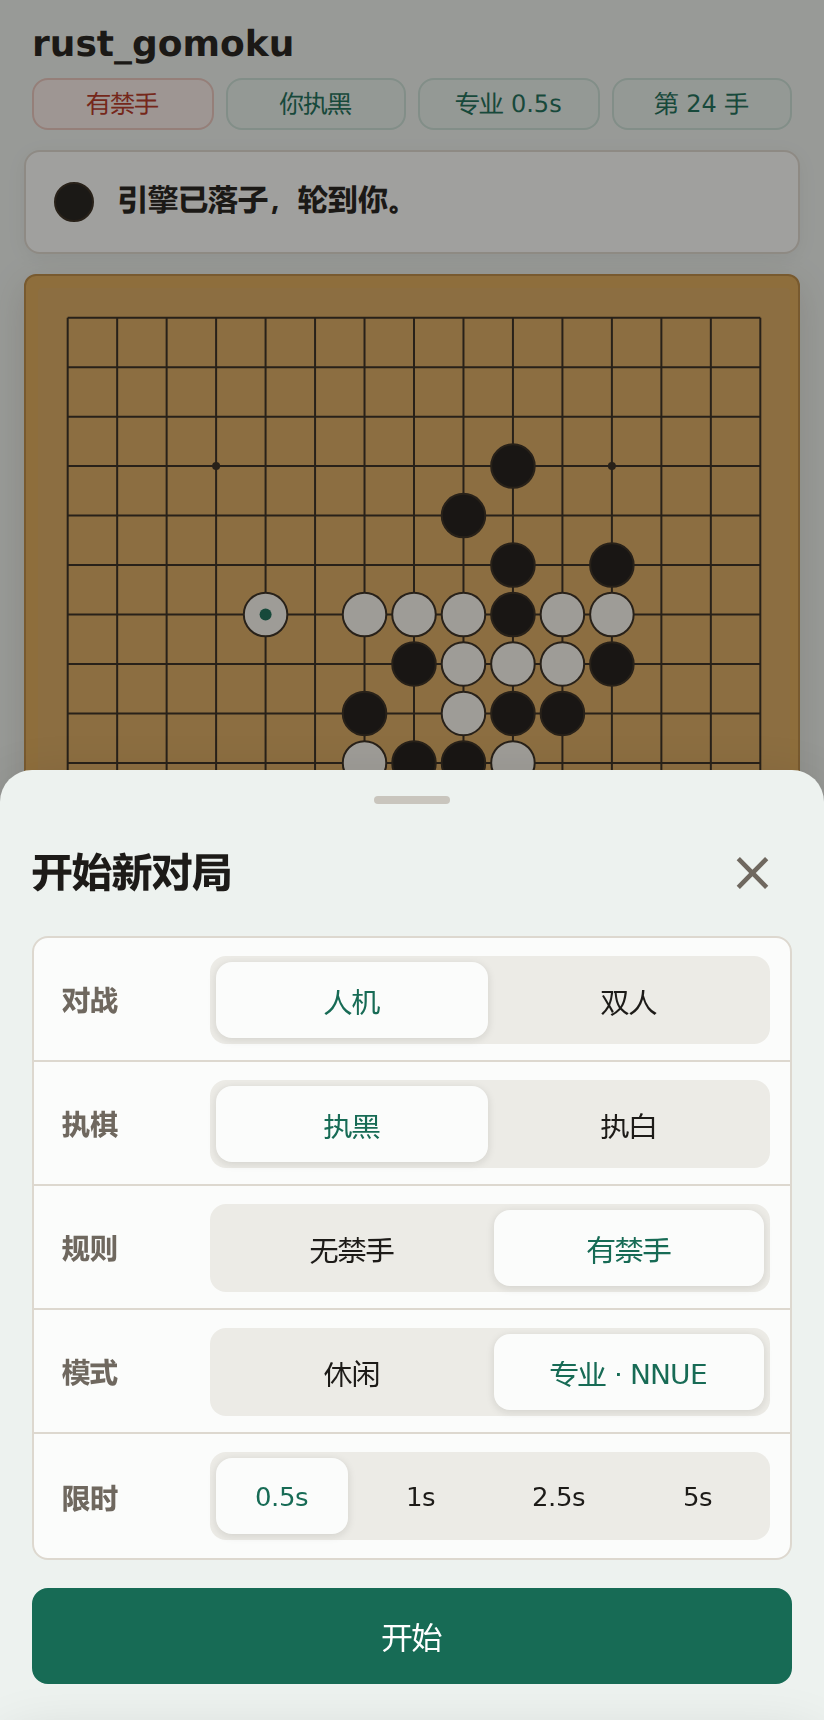 rust_gomoku
有禁手 你执黑 专业 0.5s 第 24 手
引擎已落子，轮到你。
开始新对局
对战 人机 双人
执棋 执黑 执白
规则 无禁手 有禁手
模式 休闲 专业 · NNUE
限时 0.5s 1s 2.5s 5s
开始